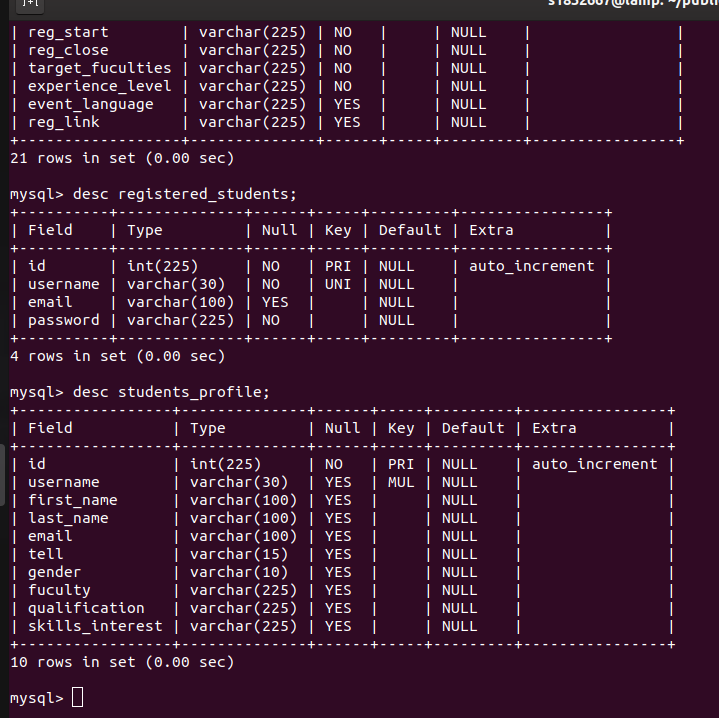 s1832667@lamp: ~/publi
| reg_start         | varchar(225) | NO   |     | NULL    |                |
| reg_close         | varchar(225) | NO   |     | NULL    |                |
| target_fuculties | varchar(225) | NO   |     | NULL    |                |
| experience_level  | varchar(225) | NO   |     | NULL    |                |
| event_language    | varchar(225) | YES  |     | NULL    |                |
| reg_link          | varchar(225) | YES  |     | NULL    |                |
+------------------+--------------+------+-----+---------+----------------+
21 rows in set (0.00 sec)
mysql> desc registered_students;
+----------+--------------+------+-----+---------+----------------+
| Field    | Type         | Null | Key | Default | Extra          |
+----------+--------------+------+-----+---------+----------------+
| id       | int(225)     | NO   | PRI | NULL    | auto_increment |
| username | varchar(30)  | NO   | UNI | NULL    |                |
| email    | varchar(100) | YES  |     | NULL    |                |
| password | varchar(225) | NO   |     | NULL    |                |
+----------+--------------+------+-----+---------+----------------+
4 rows in set (0.00 sec)
mysql> desc students_profile;
+-----------------+--------------+------+-----+---------+----------------+
| Field           | Type         | Null | Key | Default | Extra          |
+-----------------+--------------+------+-----+---------+----------------+
| id              | int(225)     | NO   | PRI | NULL    | auto_increment |
| username        | varchar(30)  | YES  | MUL | NULL    |                |
| first_name      | varchar(100) | YES  |     | NULL    |                |
| last_name       | varchar(100) | YES  |     | NULL    |                |
| email           | varchar(100) | YES  |     | NULL    |                |
| tell            | varchar(15)  | YES  |     | NULL    |                |
| gender          | varchar(10)  | YES  |     | NULL    |                |
| fuculty         | varchar(225) | YES  |     | NULL    |                |
| qualification   | varchar(225) | YES  |     | NULL    |                |
| skills_interest | varchar(225) | YES  |     | NULL    |                |
+-----------------+--------------+------+-----+---------+----------------+
10 rows in set (0.00 sec)
mysql>